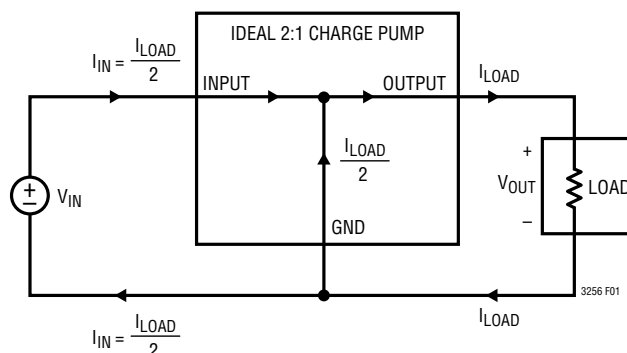 IDEAL 2:1 CHARGE PUMP
I_IN = I_LOAD / 2
INPUT
OUTPUT
I_LOAD
I_LOAD / 2
+
V_OUT
–
LOAD
V_IN
+
–
GND
3256 F01
I_IN = I_LOAD / 2
I_LOAD